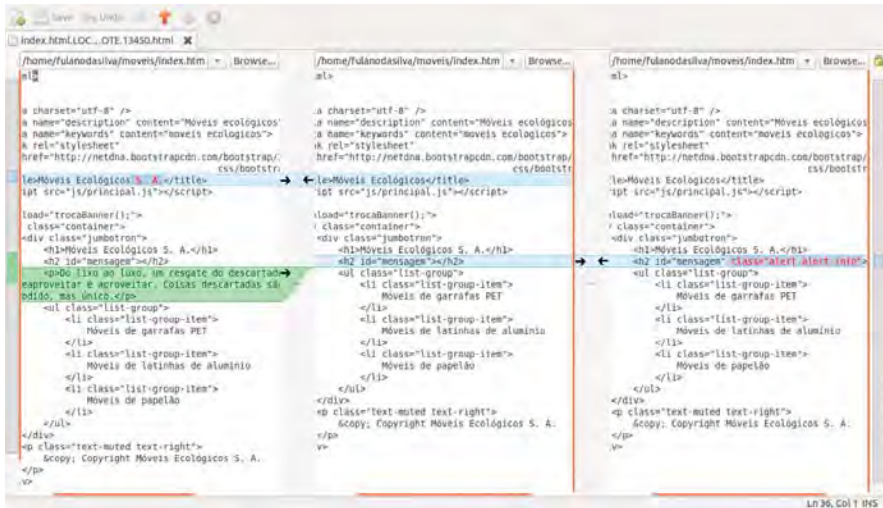 Save Undo
index.html.LOC... OTE.13450.html
/home/fulanodasilva/moveis/index.htm Browse...
ml>
a charset="utf-8" />
a name="description" content="Móveis ecológicos
a name="keywords" content="moveis ecologicos">
k rel="stylesheet"
href="http://netdna.bootstrapcdn.com/bootstrap/
css/bootstr
le>Móveis Ecológicos S. A.</title>
ipt src="js/principal.js"></script>
load="trocaBanner();">
class="container">
<div class="jumbotron">
<h1>Móveis Ecológicos S. A.</h1>
<h2 id="mensagem"></h2>
<p>Do lixo ao luxo, um resgate do descartad
eaproveitar é aproveitar. Coisas descartadas sã
odido, mas único.</p>
<ul class="list-group">
<li class="list-group-item">
Móveis de garrafas PET
</li>
<li class="list-group-item">
Móveis de latinhas de alumínio
</li>
<li class="list-group-item">
Móveis de papelão
</li>
</ul>
</div>
<p class="text-muted text-right">
&copy; Copyright Móveis Ecológicos S. A.
</p>
v>
/home/fulanodasilva/moveis/index.htm Browse...
ml>
a charset="utf-8" />
a name="description" content="Móveis ecológicos
a name="keywords" content="moveis ecologicos">
k rel="stylesheet"
href="http://netdna.bootstrapcdn.com/bootstrap/
css/bootstr
le>Móveis Ecológicos</title>
ipt src="js/principal.js"></script>
load="trocaBanner();">
class="container">
<div class="jumbotron">
<h1>Móveis Ecológicos S. A.</h1>
<h2 id="mensagem"></h2>
<ul class="list-group">
<li class="list-group-item">
Móveis de garrafas PET
</li>
<li class="list-group-item">
Móveis de latinhas de alumínio
</li>
<li class="list-group-item">
Móveis de papelão
</li>
</ul>
</div>
<p class="text-muted text-right">
&copy; Copyright Móveis Ecológicos S. A.
</p>
v>
/home/fulanodasilva/moveis/index.htm Browse...
ml>
a charset="utf-8" />
a name="description" content="Móveis ecológicos
a name="keywords" content="moveis ecologicos">
k rel="stylesheet"
href="http://netdna.bootstrapcdn.com/bootstrap/
css/bootstr
le>Móveis Ecológicos</title>
ipt src="js/principal.js"></script>
load="trocaBanner();">
class="container">
<div class="jumbotron">
<h1>Móveis Ecológicos S. A.</h1>
<h2 id="mensagem" class="alert alert-info">
<ul class="list-group">
<li class="list-group-item">
Móveis de garrafas PET
</li>
<li class="list-group-item">
Móveis de latinhas de alumínio
</li>
<li class="list-group-item">
Móveis de papelão
</li>
</ul>
</div>
<p class="text-muted text-right">
&copy; Copyright Móveis Ecológicos S. A.
</p>
v>
Ln 36, Col 1 INS